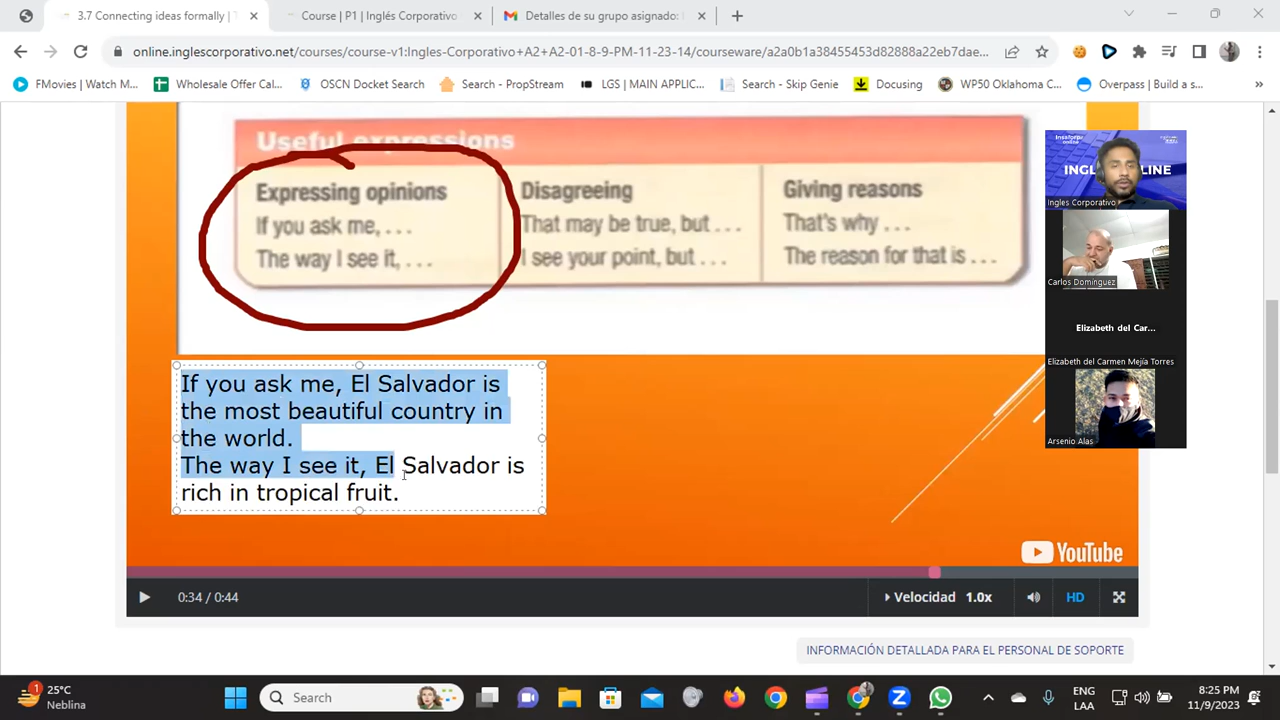 3.7 Connecting ideas formally | T
Course | P1 | Inglés Corporativo
Detalles de su grupo asignado:
online.inglescorporativo.net/courses/course-v1:Ingles-Corporativo+A2+A2-01-8-9-PM-11-23-14/courseware/a2a0b1a38455453d82888a22eb7dae...
FMovies | Watch M...
Wholesale Offer Cal...
OSCN Docket Search
Search - PropStream
LGS | MAIN APPLIC...
Search - Skip Genie
Docusing
WP50 Oklahoma C...
Overpass | Build a s...
»
Useful expressions
Expressing opinions
If you ask me, ...
The way I see it, ...
Disagreeing
That may be true, but ...
I see your point, but ...
Giving reasons
That's why ...
The reason for that is ...
Ingles Corporativo
Carlos Dominguez
Elizabeth del Car...
Elizabeth del Carmen Mejía Torres
Arsenio Alas
If you ask me, El Salvador is
the most beautiful country in
the world.
The way I see it, El Salvador is
rich in tropical fruit.
YouTube
0:34 / 0:44
Velocidad 1.0x
HD
INFORMACIÓN DETALLADA PARA EL PERSONAL DE SOPORTE
1
25°C
Neblina
Search
ENG
LAA
8:25 PM
11/9/2023